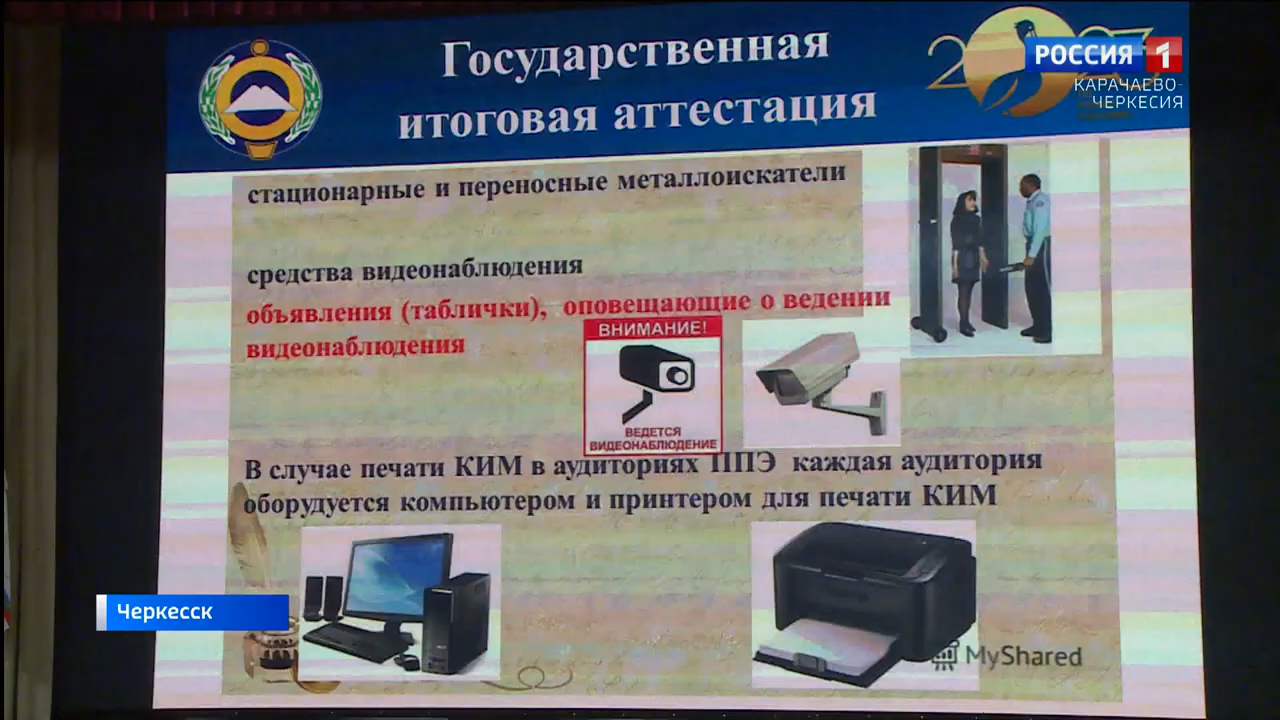 Государственная
итоговая аттестация
РОССИЯ 1
КАРАЧАЕВО-
ЧЕРКЕСИЯ
стационарные и переносные металлоискатели
средства видеонаблюдения
объявления (таблички), оповещающие о ведении
видеонаблюдения
ВНИМАНИЕ!
ВЕДЕТСЯ
ВИДЕОНАБЛЮДЕНИЕ
В случае печати КИМ в аудиториях ППЭ каждая аудитория
оборудуется компьютером и принтером для печати КИМ
Черкесск
MyShared